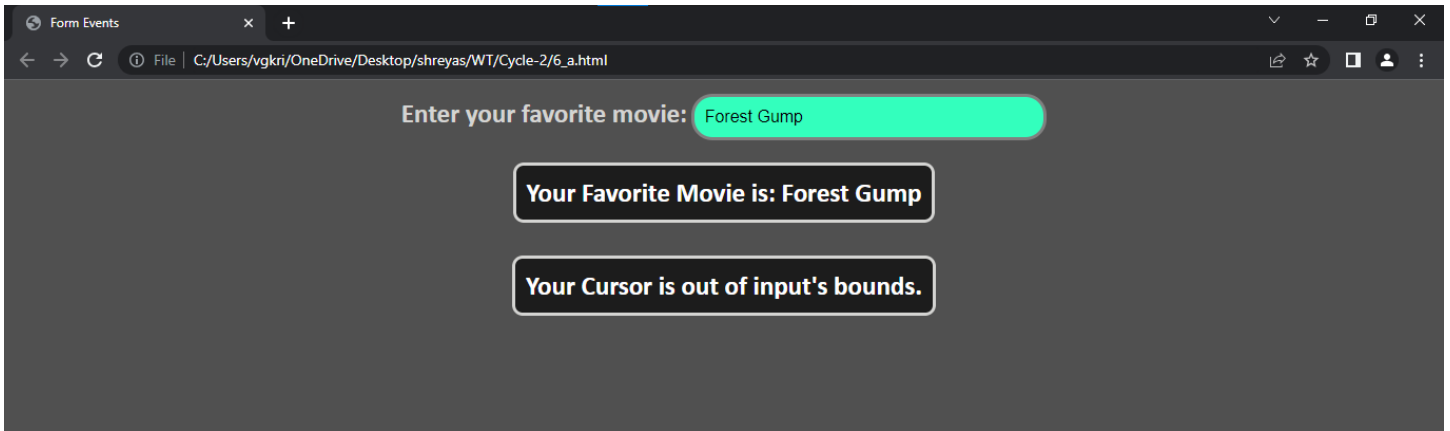 Form Events
File | C:/Users/vgkri/OneDrive/Desktop/shreyas/WT/Cycle-2/6_a.html
Enter your favorite movie: Forest Gump
Your Favorite Movie is: Forest Gump
Your Cursor is out of input's bounds.